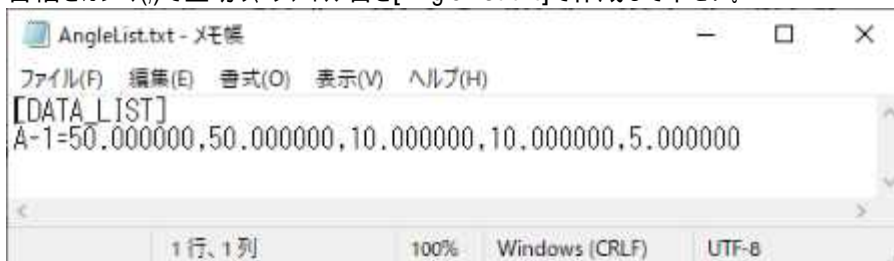 AngleList.txt - メモ帳
ファイル(F) 編集(E) 書式(O) 表示(V) ヘルプ(H)
[DATA_LIST]
A-1=50.000000,50.000000,10.000000,10.000000,5.000000
1 行、1 列 100% Windows (CRLF) UTF-8